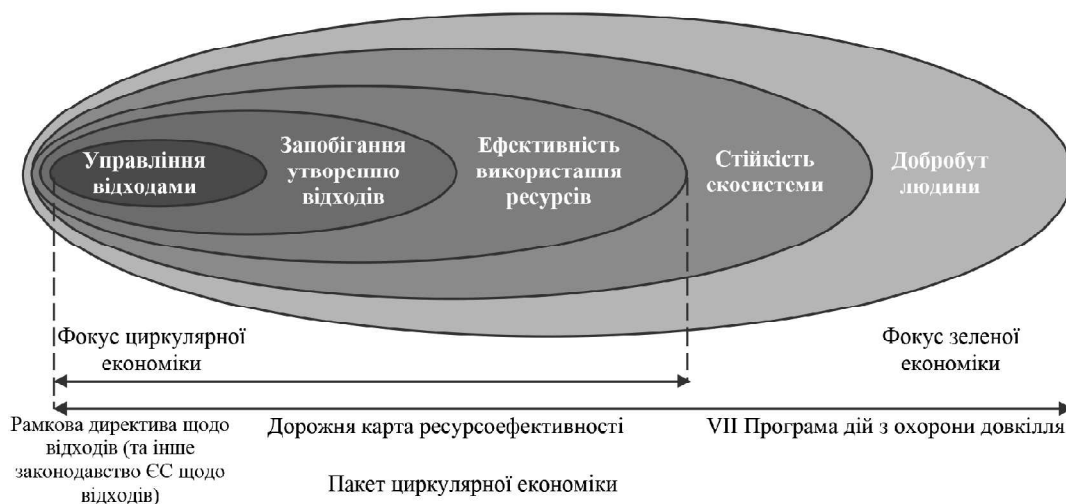 Управління
відходами
Запобігання
утворенню
відходів
Ефективність
використання
ресурсів
Стійкість
скосистеми
Добробут
людини
Фокус циркулярної
економіки
Фокус зеленої
економіки
Рамкова директива щодо
відходів (та інше
законодавство ЄС щодо
відходів)
Дорожня карта ресурсоефективності
VII Програма дій з охорони довкілля
Пакет циркулярної економіки